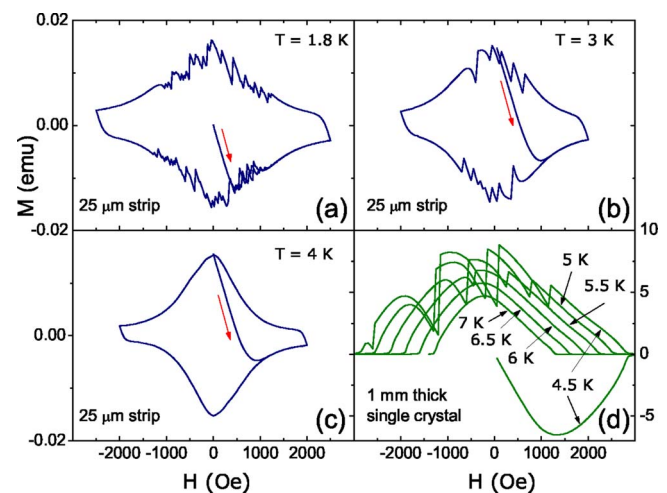 0.02
T = 1.8 K
T = 3 K
0.00
25 μm strip
(a)
25 μm strip
(b)
-0.02
M (emu)
T = 4 K
10
5 K
5
5.5 K
0.00
7 K
6.5 K
6 K
0
4.5 K
25 μm strip
(c)
1 mm thick
single crystal
(d)
-5
-0.02
-2000 -1000 0 1000 2000
-2000 -1000 0 1000 2000
H (Oe)
H (Oe)